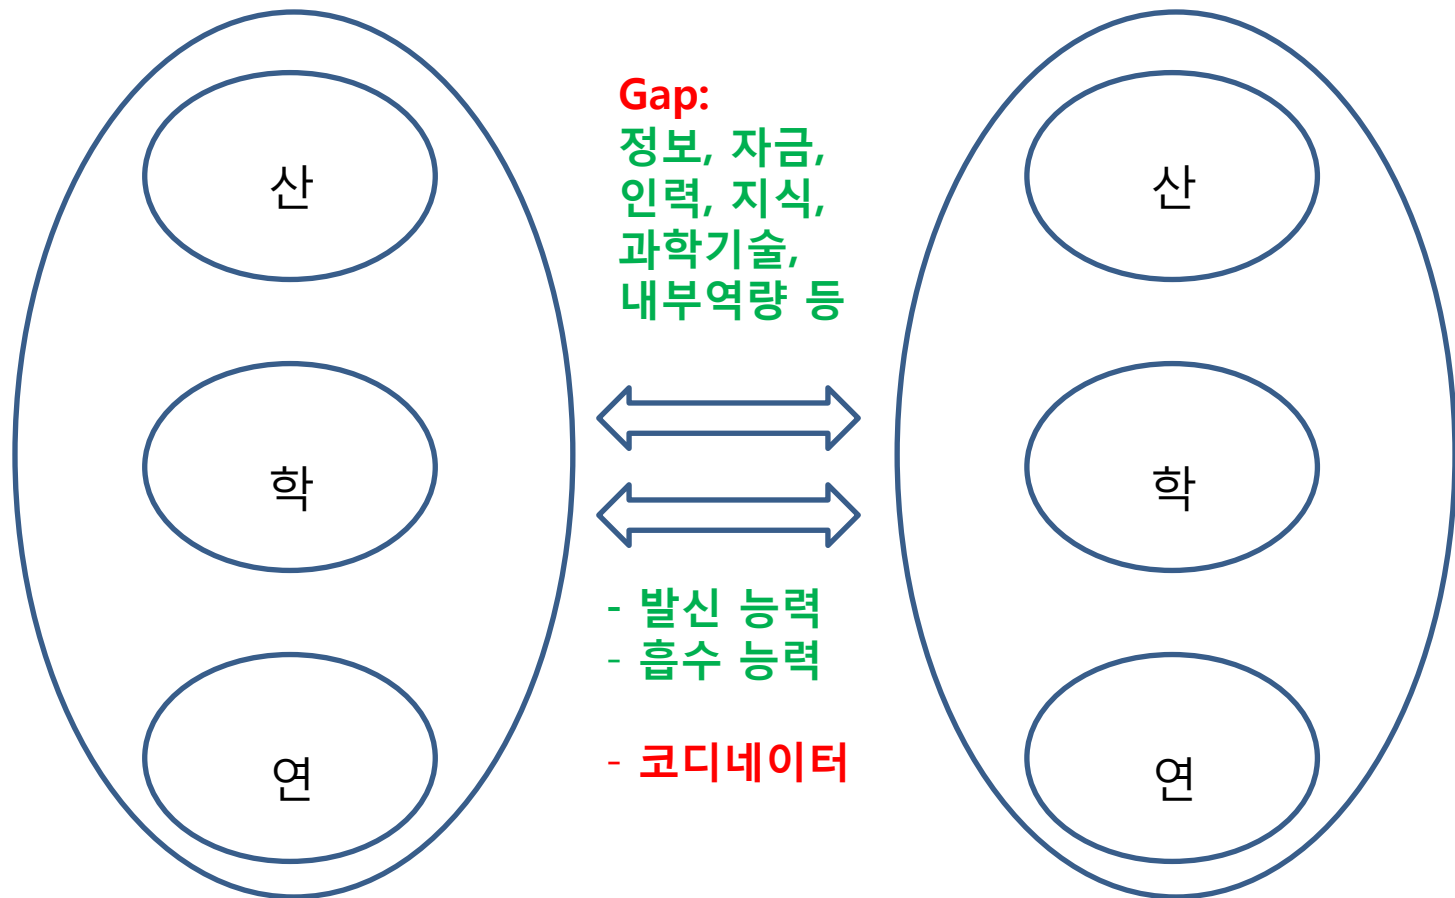 산
학
연
Gap:
정보, 자금,
인력, 지식,
과학기술,
내부역량 등
- 발신 능력
- 흡수 능력
- 코디네이터
산
학
연